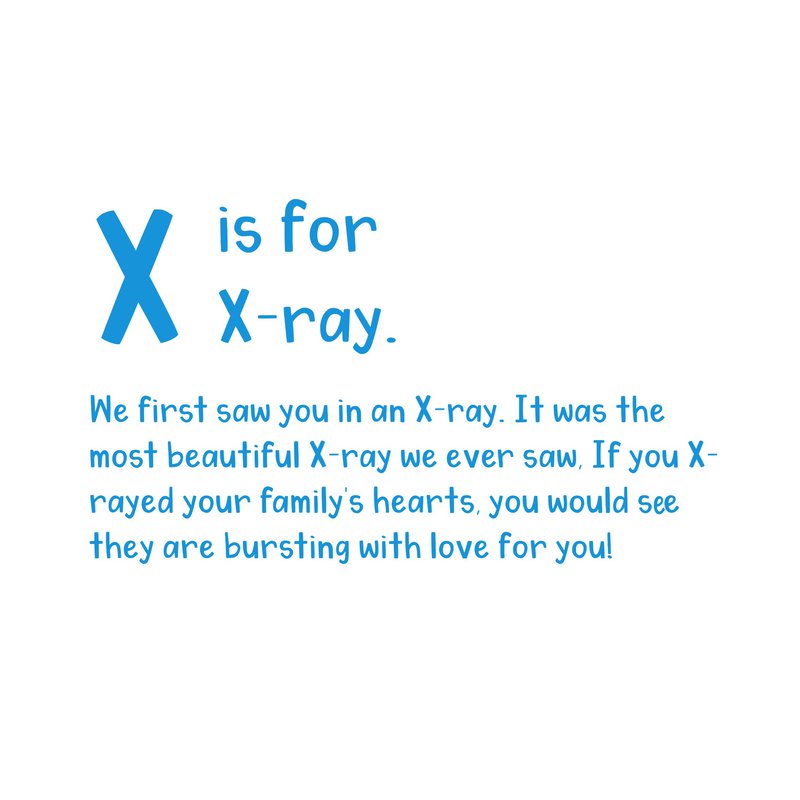 X is for
X-ray.
We first saw you in an X-ray. It was the
most beautiful X-ray we ever saw, If you X-
rayed your family's hearts, you would see
they are bursting with love for you!